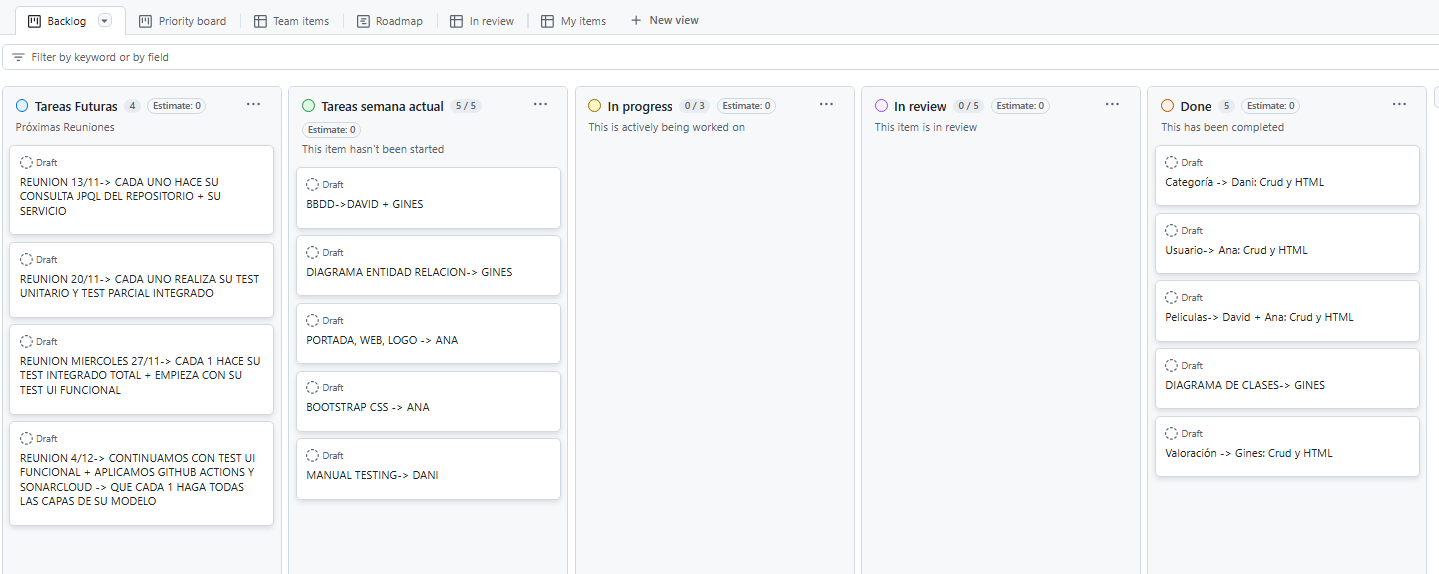 Backlog
Priority board
Team items
Roadmap
In review
My items
New view
Filter by keyword or by field
Tareas Futuras 4 Estimate: 0
Próximas Reuniones
Draft
REUNION 13/11-> CADA UNO HACE SU
CONSULTA JPQL DEL REPOSITORIO + SU
SERVICIO
Draft
REUNION 20/11-> CADA UNO REALIZA SU TEST
UNITARIO Y TEST PARCIAL INTEGRADO
Draft
REUNION MIERCOLES 27/11-> CADA 1 HACE SU
TEST INTEGRADO TOTAL + EMPIEZA CON SU
TEST UI FUNCIONAL
Draft
REUNION 4/12-> CONTINUAMOS CON TEST UI
FUNCIONAL + APLICAMOS GITHUB ACTIONS Y
SONARCLOUD -> QUE CADA 1 HAGA TODAS
LAS CAPAS DE SU MODELO
Tareas semana actual 5 / 5
Estimate: 0
This item hasn't been started
Draft
BBDD->DAVID + GINES
Draft
DIAGRAMA ENTIDAD RELACION-> GINES
Draft
PORTADA, WEB, LOGO -> ANA
Draft
BOOTSTRAP CSS -> ANA
Draft
MANUAL TESTING-> DANI
In progress 0 / 3 Estimate: 0
This is actively being worked on
In review 0 / 5 Estimate: 0
This item is in review
Done 5 Estimate: 0
This has been completed
Draft
Categoría -> Dani: Crud y HTML
Draft
Usuario-> Ana: Crud y HTML
Draft
Peliculas-> David + Ana: Crud y HTML
Draft
DIAGRAMA DE CLASES-> GINES
Draft
Valoración -> Gines: Crud y HTML